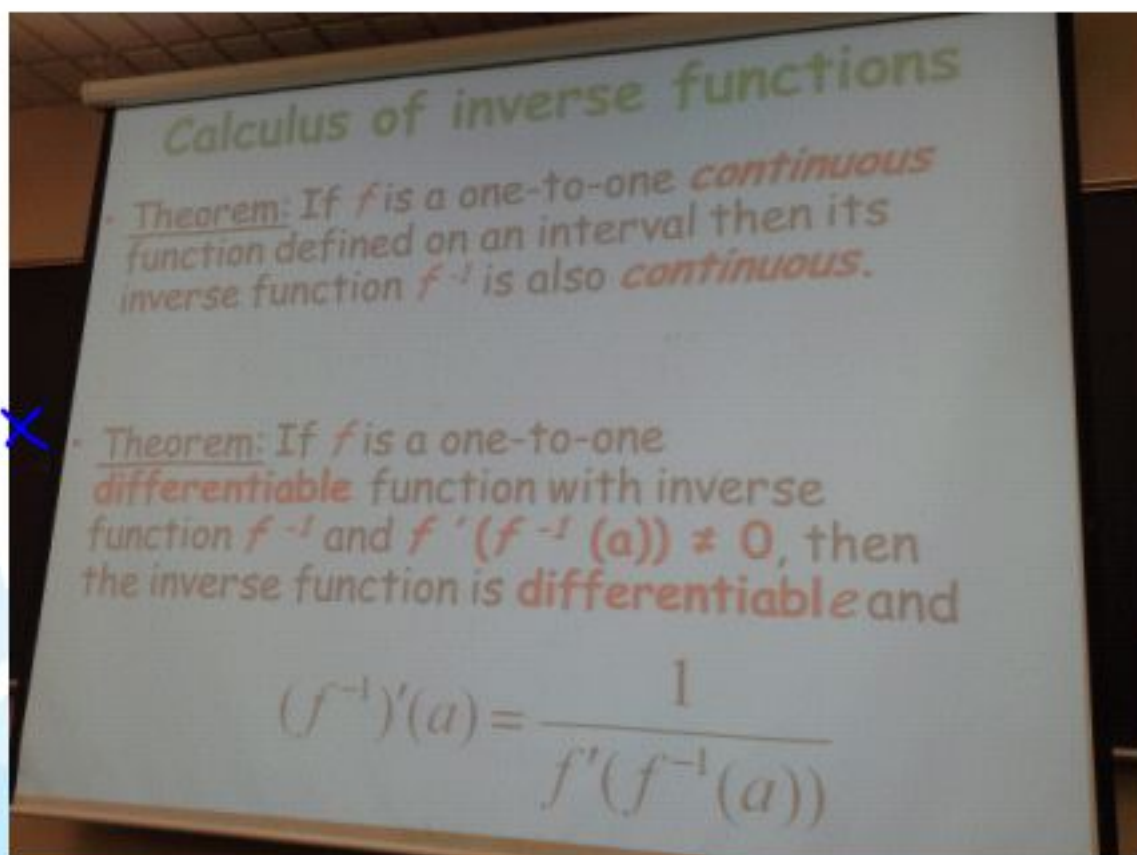 Calculus of inverse functions
• Theorem: If f is a one-to-one continuous
function defined on an interval then its
inverse function f⁻¹ is also continuous.
• Theorem: If f is a one-to-one
differentiable function with inverse
function f⁻¹ and f′(f⁻¹(a)) ≠ 0, then
the inverse function is differentiable and
(f⁻¹)′(a) = 1 / f′(f⁻¹(a))